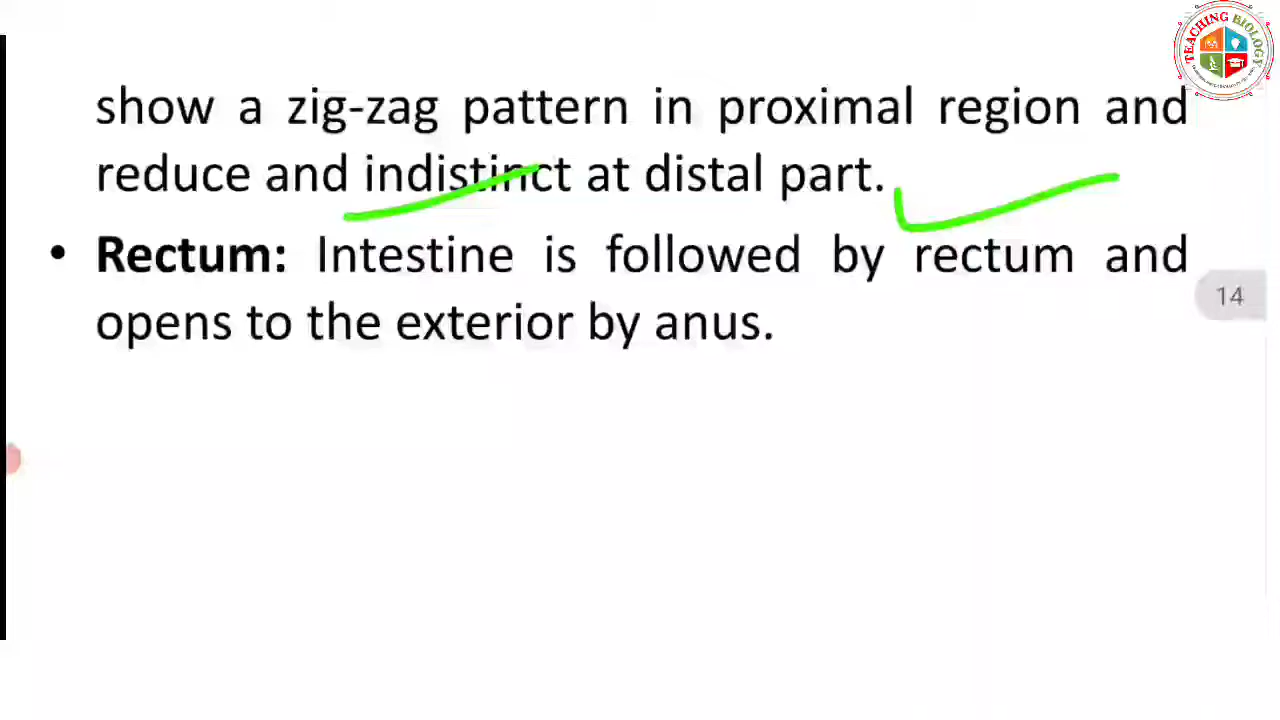 TEACHING BIOLOGY
show a zig-zag pattern in proximal region and
reduce and indistinct at distal part.
• Rectum: Intestine is followed by rectum and
14
opens to the exterior by anus.